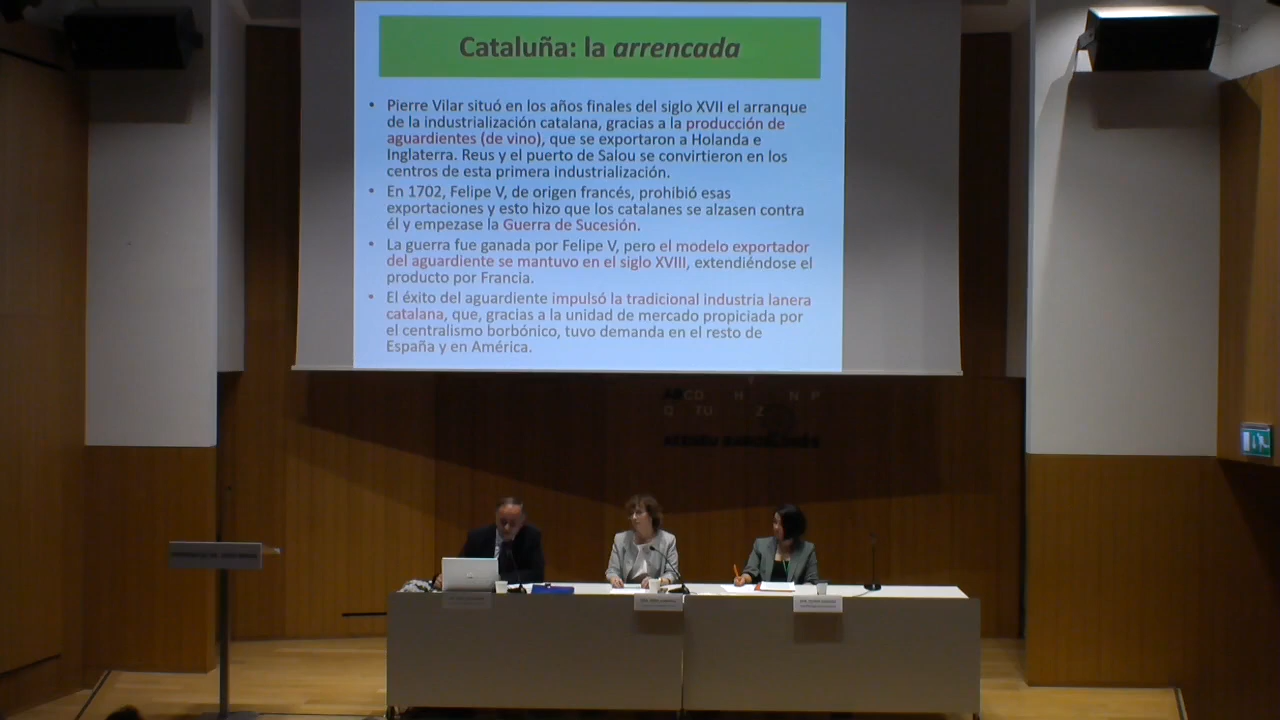 Cataluña: la arrencada
• Pierre Vilar situó en los años finales del siglo XVII el arranque
de la industrialización catalana, gracias a la producción de
aguardientes (de vino), que se exportaron a Holanda e
Inglaterra. Reus y el puerto de Salou se convirtieron en los
centros de esta primera industrialización.
• En 1702, Felipe V, de origen francés, prohibió esas
exportaciones y esto hizo que los catalanes se alzasen contra
él y empezase la Guerra de Sucesión.
• La guerra fue ganada por Felipe V, pero el modelo exportador
del aguardiente se mantuvo en el siglo XVIII, extendiéndose el
producto por Francia.
• El éxito del aguardiente impulsó la tradicional industria lanera
catalana, que, gracias a la unidad de mercado propiciada por
el centralismo borbónico, tuvo demanda en el resto de
España y en América.